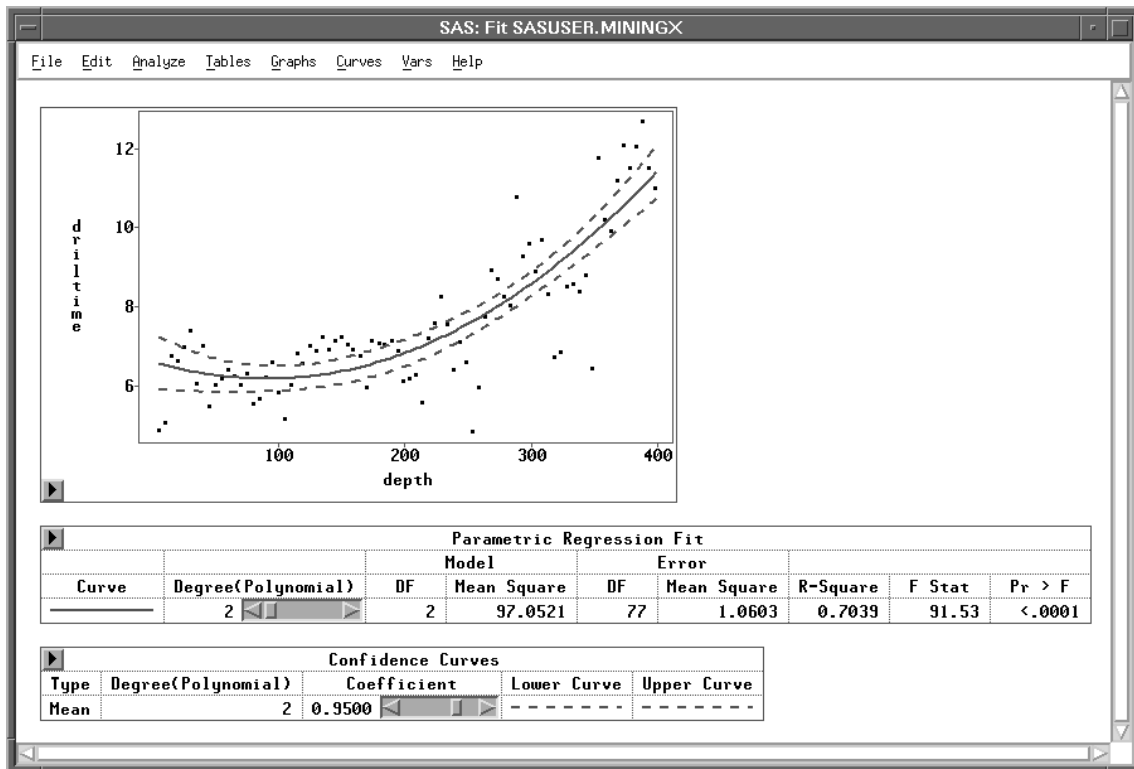 SAS: Fit SASUSER.MININGX
File Edit Analyze Tables Graphs Curves Vars Help
12
10
8
6
driltime
100 200 300 400
depth
Parametric Regression Fit
Model Error
Curve Degree(Polynomial) DF Mean Square DF Mean Square R-Square F Stat Pr > F
2 2 97.0521 77 1.0603 0.7039 91.53 <.0001
Confidence Curves
Type Degree(Polynomial) Coefficient Lower Curve Upper Curve
Mean 2 0.9500